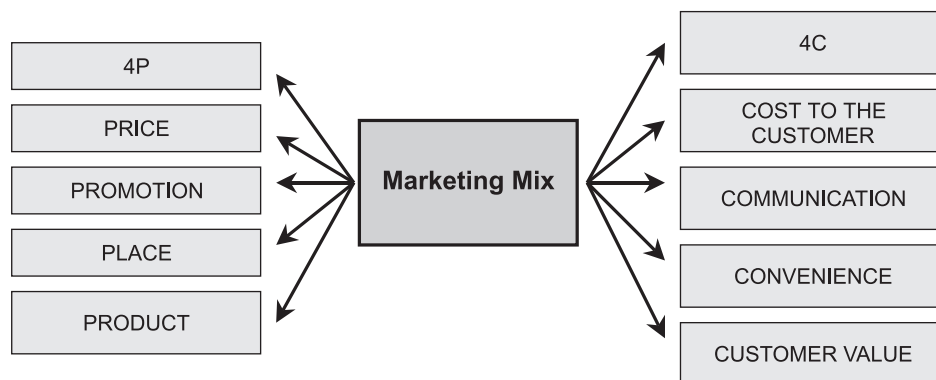 4P
PRICE
PROMOTION
PLACE
PRODUCT
Marketing Mix
4C
COST TO THE
CUSTOMER
COMMUNICATION
CONVENIENCE
CUSTOMER VALUE